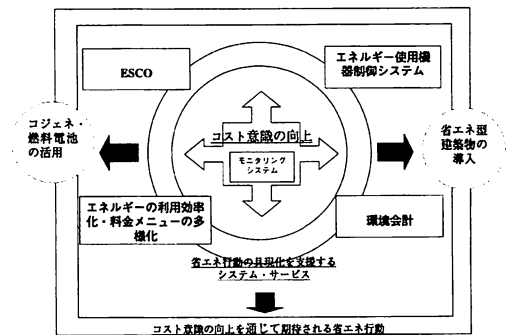 ESCO
エネルギー使用機
器制御システム
コジェネ・
燃料電池
の活用
コスト意識の向上
モニタリング
システム
省エネ型
建築物の
導入
エネルギーの利用効率
化・料金メニューの多
様化
環境会計
省エネ行動の具現化を支援する
システム・サービス
コスト意識の向上を通じて期待される省エネ行動